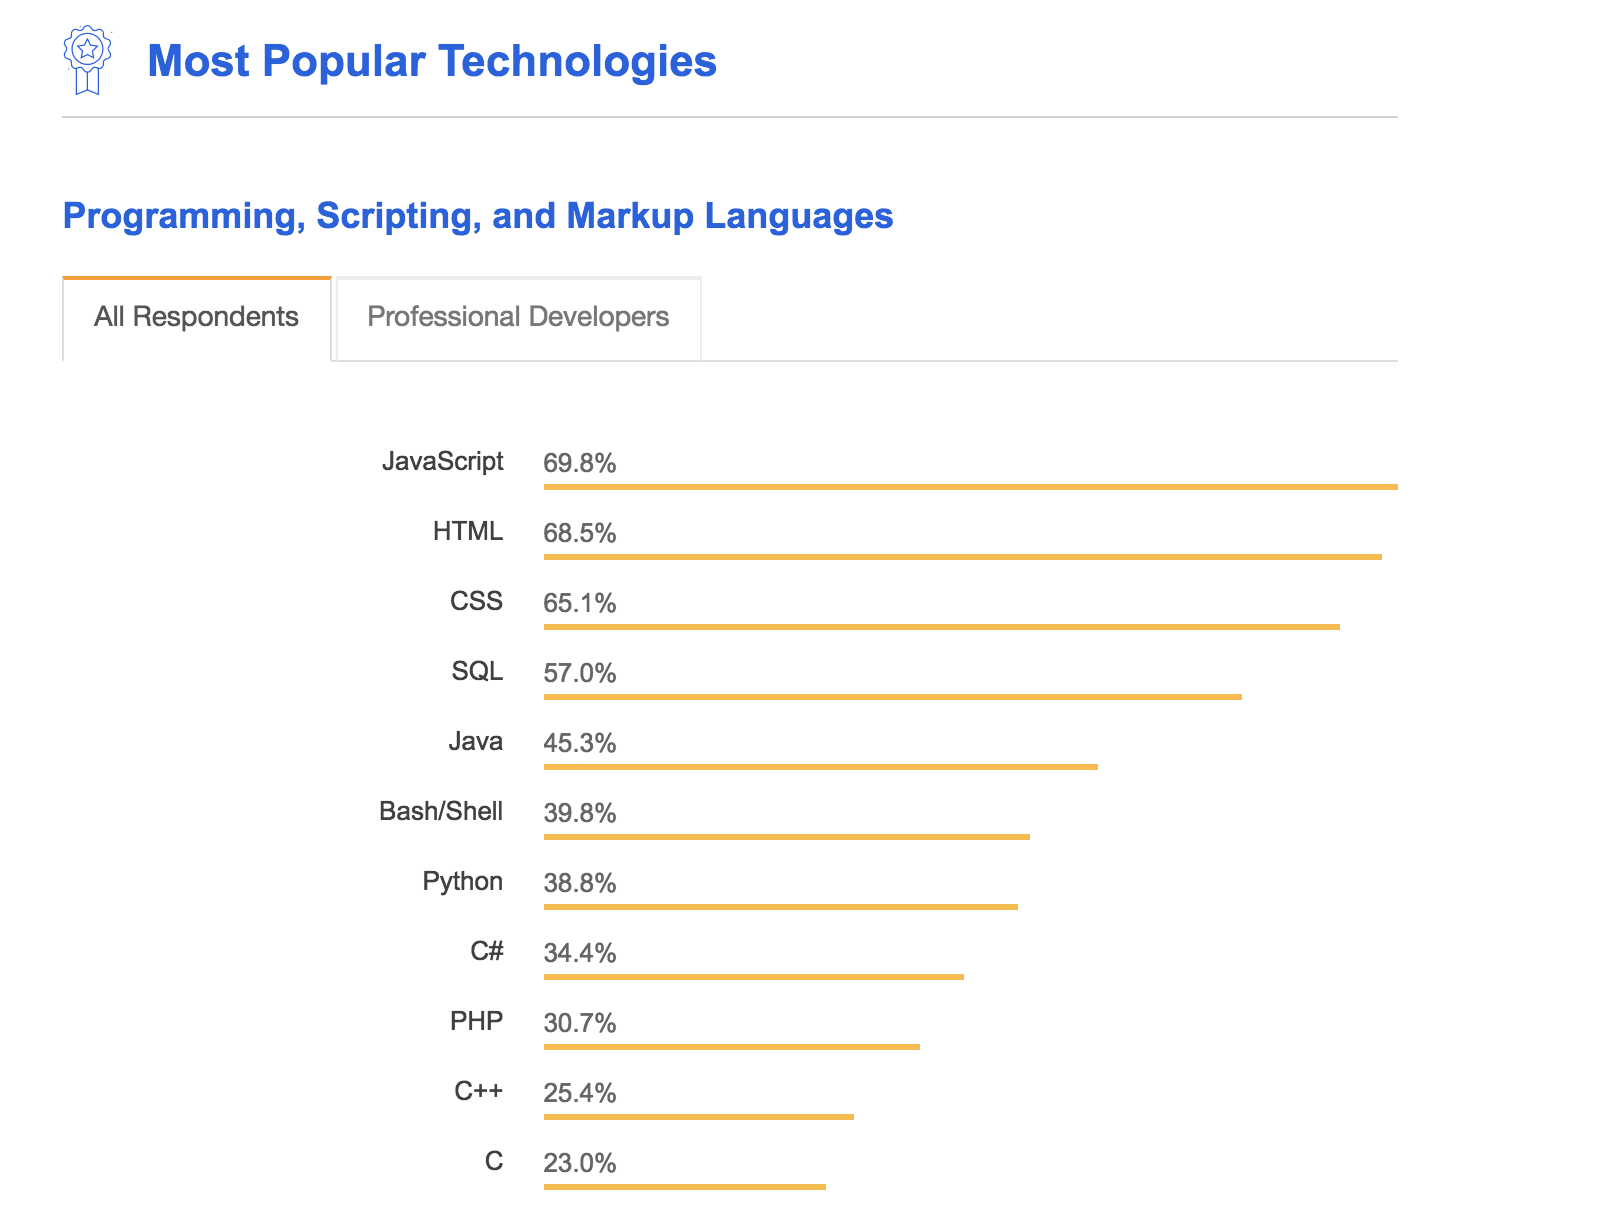 Most Popular Technologies
Programming, Scripting, and Markup Languages
All Respondents Professional Developers
JavaScript 69.8%
HTML 68.5%
CSS 65.1%
SQL 57.0%
Java 45.3%
Bash/Shell 39.8%
Python 38.8%
C# 34.4%
PHP 30.7%
C++ 25.4%
C 23.0%